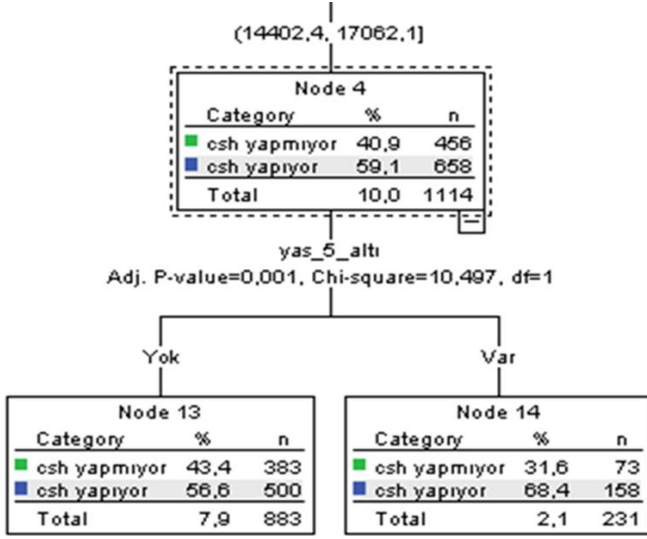 (14402,4, 17062,1]
Node 4
Category % n
csh yapmıyor 40,9 456
csh yapıyor 59,1 658
Total 10,0 1114
yas_5_altı
Adj. P-value=0,001, Chi-square=10,497, df=1
Yok Var
Node 13
Category % n
csh yapmıyor 43,4 383
csh yapıyor 56,6 500
Total 7,9 883
Node 14
Category % n
csh yapmıyor 31,6 73
csh yapıyor 68,4 158
Total 2,1 231